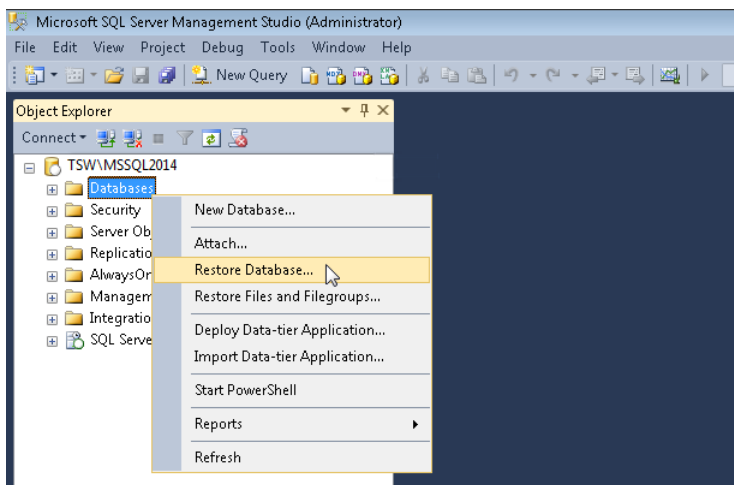 Microsoft SQL Server Management Studio (Administrator)
File Edit View Project Debug Tools Window Help
New Query
Object Explorer
Connect
TSW\MSSQL2014
Databases
Security
Server Ob
Replicatio
AlwaysOr
Managem
Integratio
SQL Serve
New Database...
Attach...
Restore Database...
Restore Files and Filegroups...
Deploy Data-tier Application...
Import Data-tier Application...
Start PowerShell
Reports
Refresh